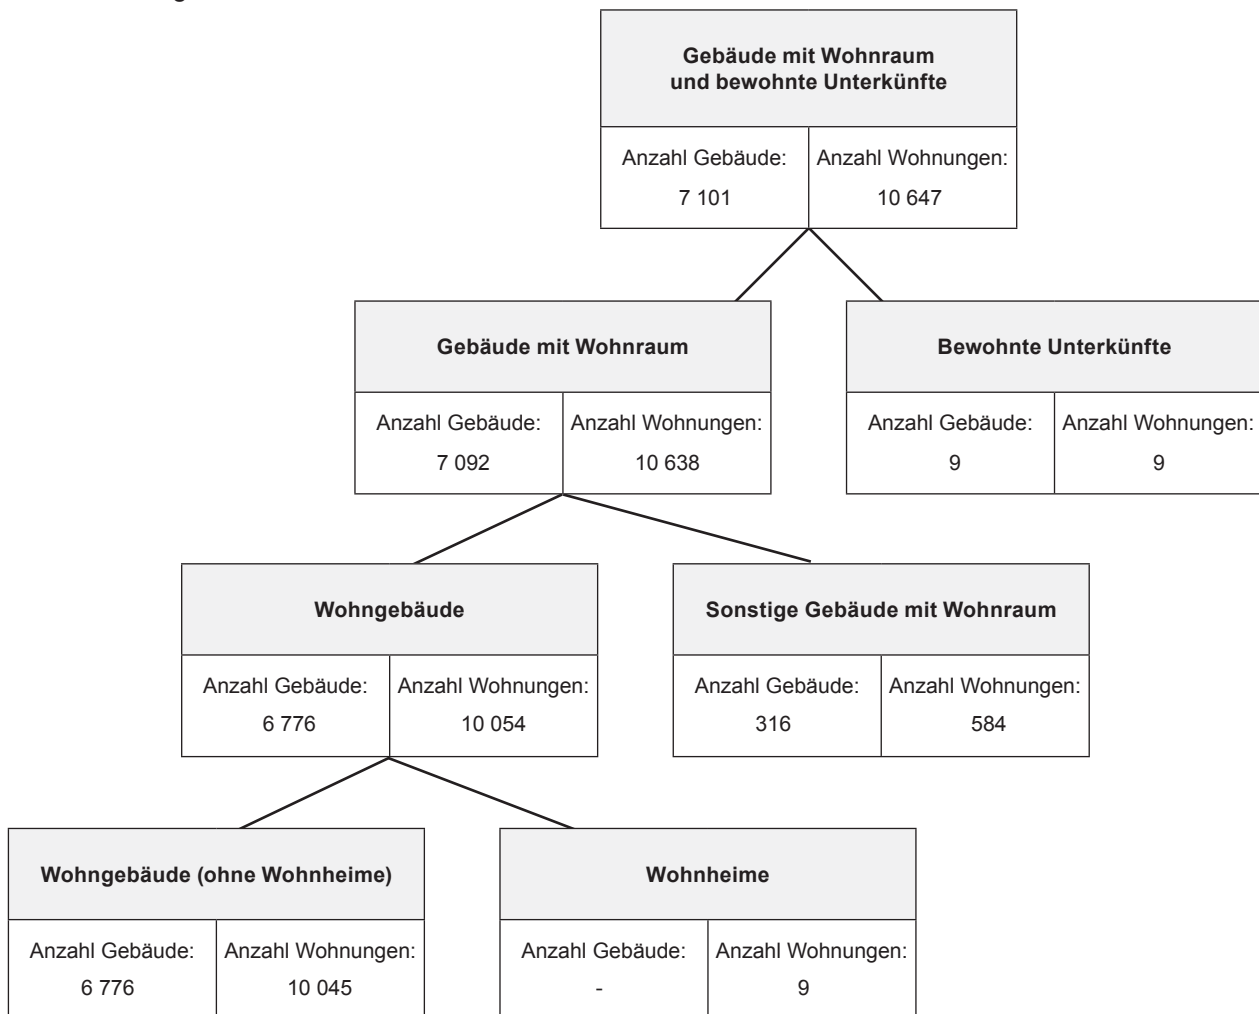 Gebäude mit Wohnraum
und bewohnte Unterkünfte
Anzahl Gebäude: Anzahl Wohnungen:
7 101 10 647
Gebäude mit Wohnraum Bewohnte Unterkünfte
Anzahl Gebäude: Anzahl Wohnungen: Anzahl Gebäude: Anzahl Wohnungen:
7 092 10 638 9 9
Wohngebäude Sonstige Gebäude mit Wohnraum
Anzahl Gebäude: Anzahl Wohnungen: Anzahl Gebäude: Anzahl Wohnungen:
6 776 10 054 316 584
Wohngebäude (ohne Wohnheime) Wohnheime
Anzahl Gebäude: Anzahl Wohnungen: Anzahl Gebäude: Anzahl Wohnungen:
6 776 10 045 - 9